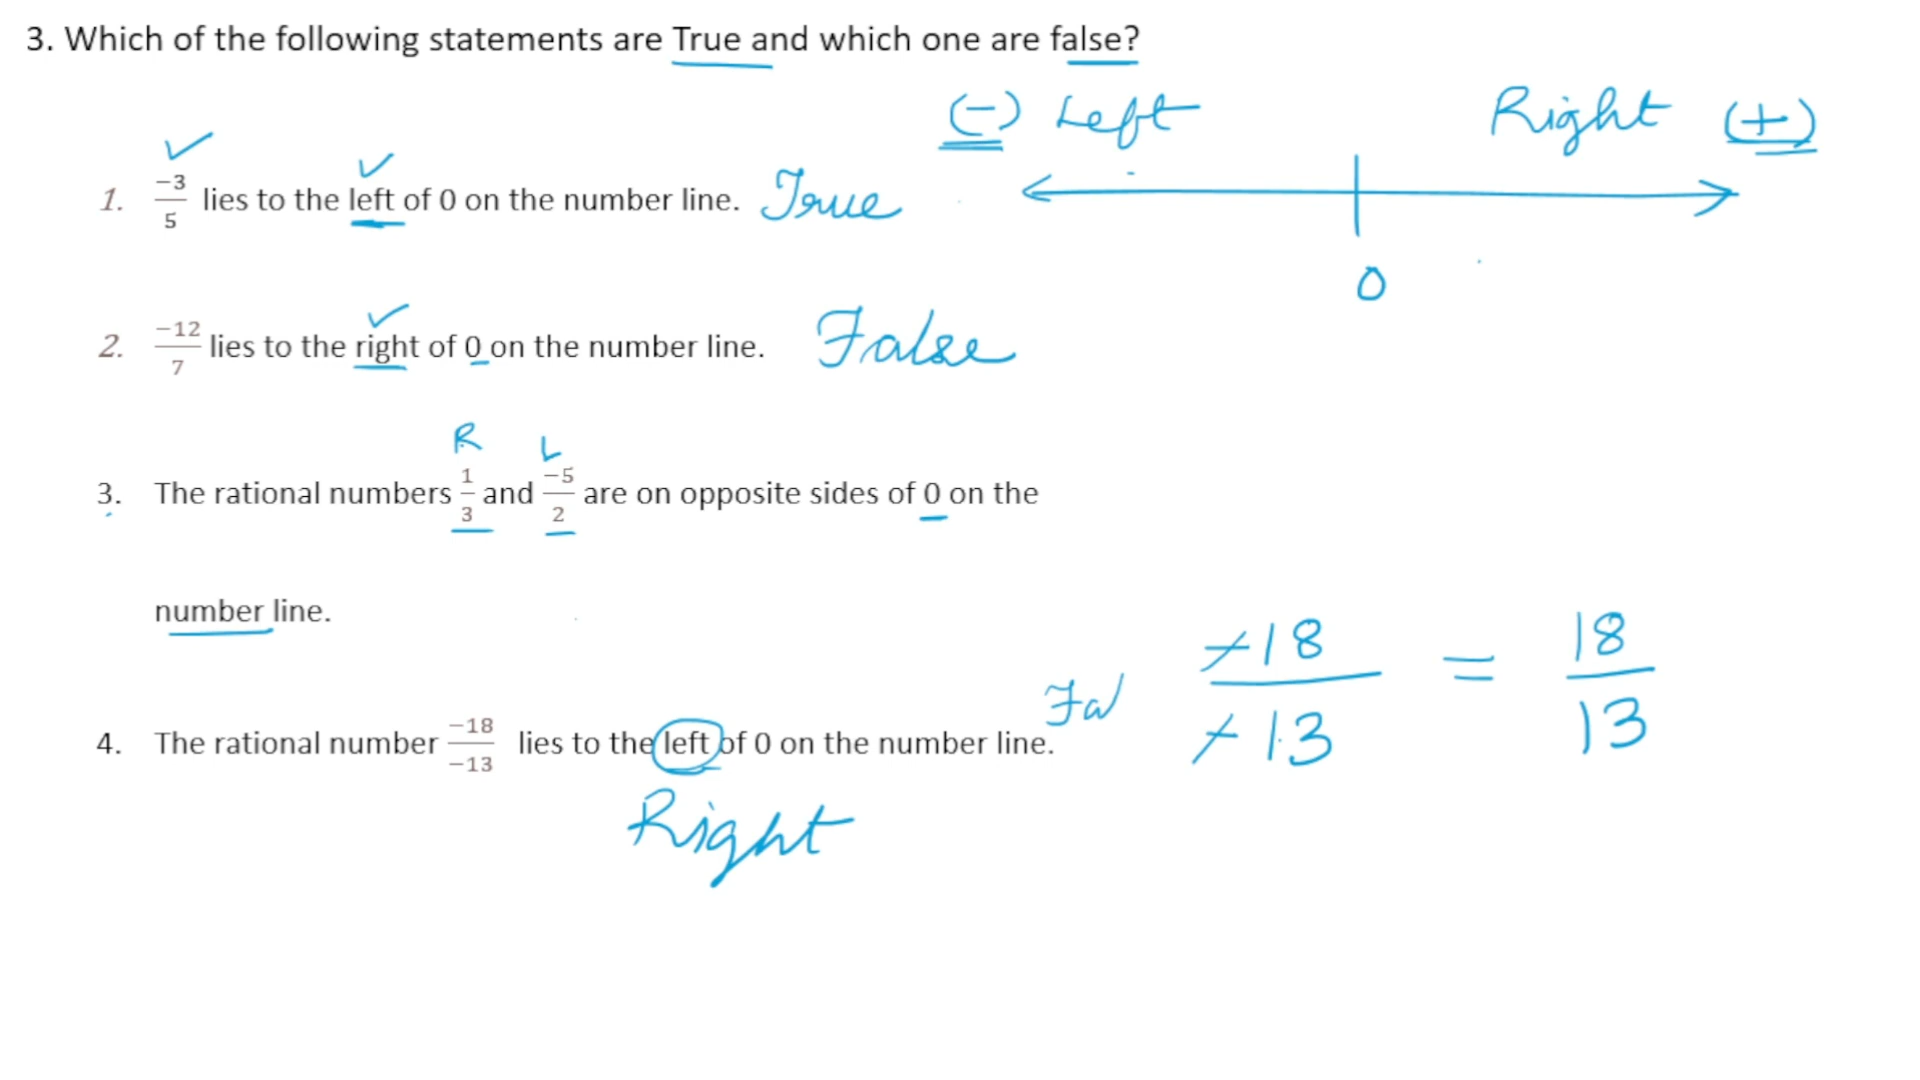 3. Which of the following statements are True and which one are false?
(-) Left Right (+)
1. −3/5 lies to the left of 0 on the number line. True
0
2. −12/7 lies to the right of 0 on the number line. False
R L
3. The rational numbers 1/3 and −5/2 are on opposite sides of 0 on the
number line.
-18/-13 = 18/13
4. The rational number −18/−13 lies to the left of 0 on the number line. Fal
Right